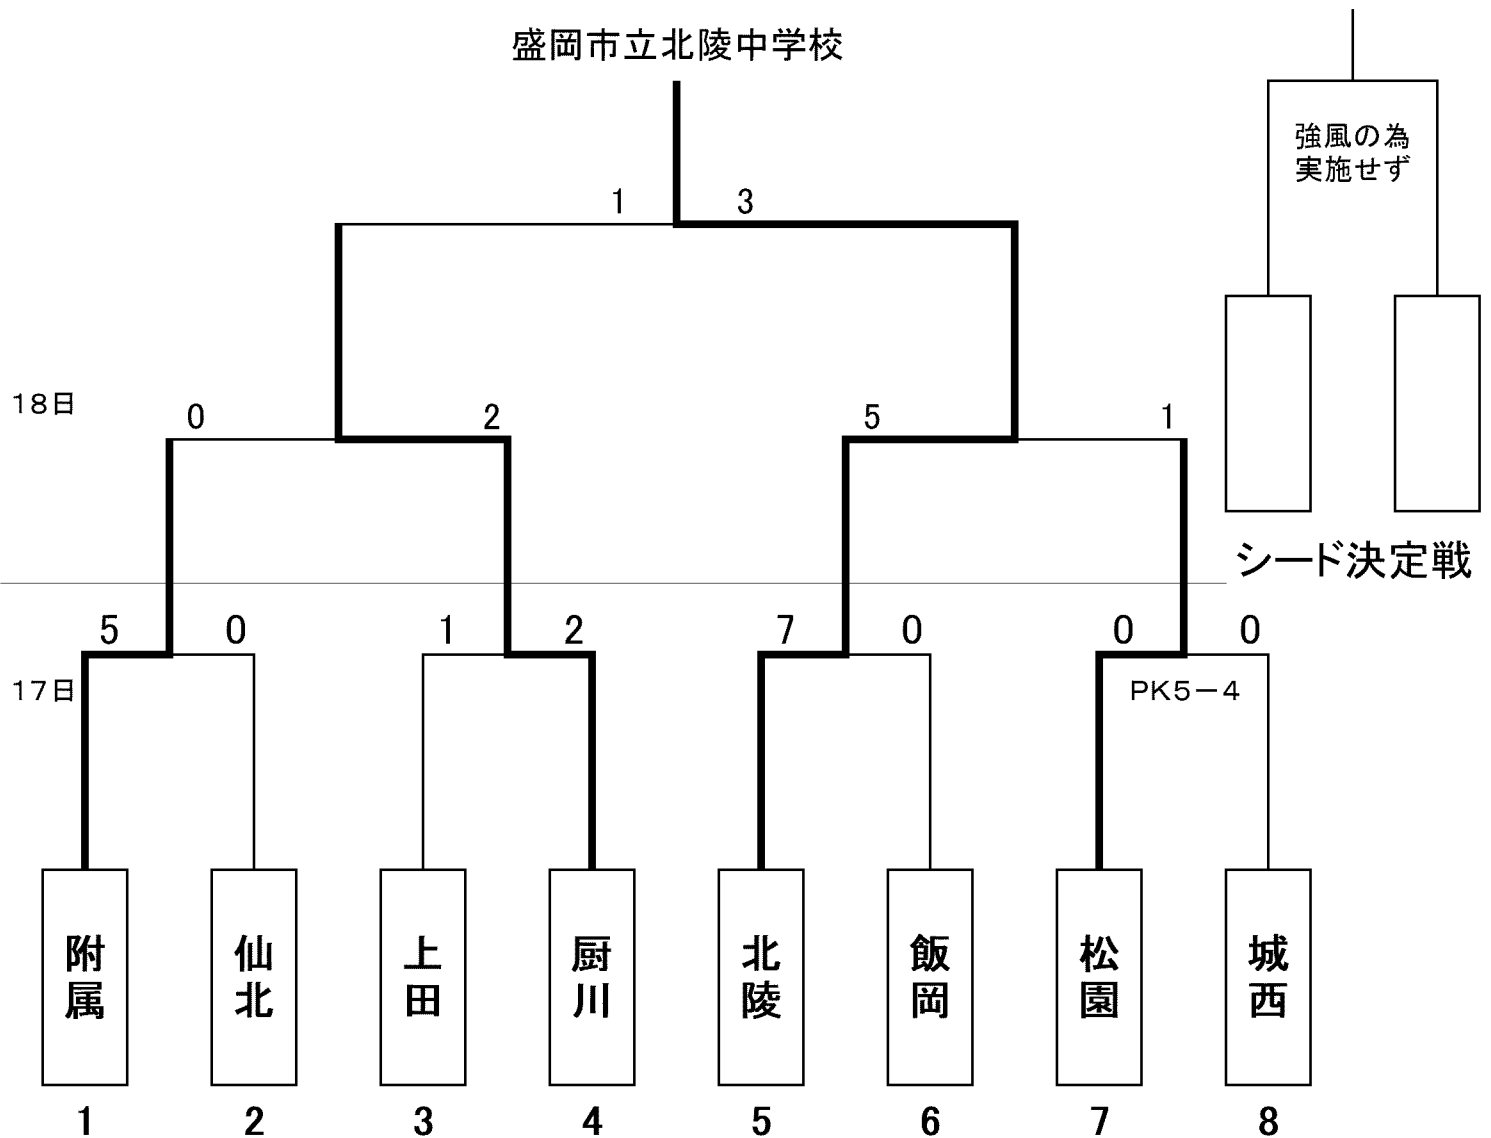 盛岡市立北陵中学校
強風の為
実施せず
1 3
18日
0 2 5 1
シード決定戦
5 0 1 2 7 0 0 0
17日
PK5－4
附属 仙北 上田 厨川 北陵 飯岡 松園 城西
1 2 3 4 5 6 7 8